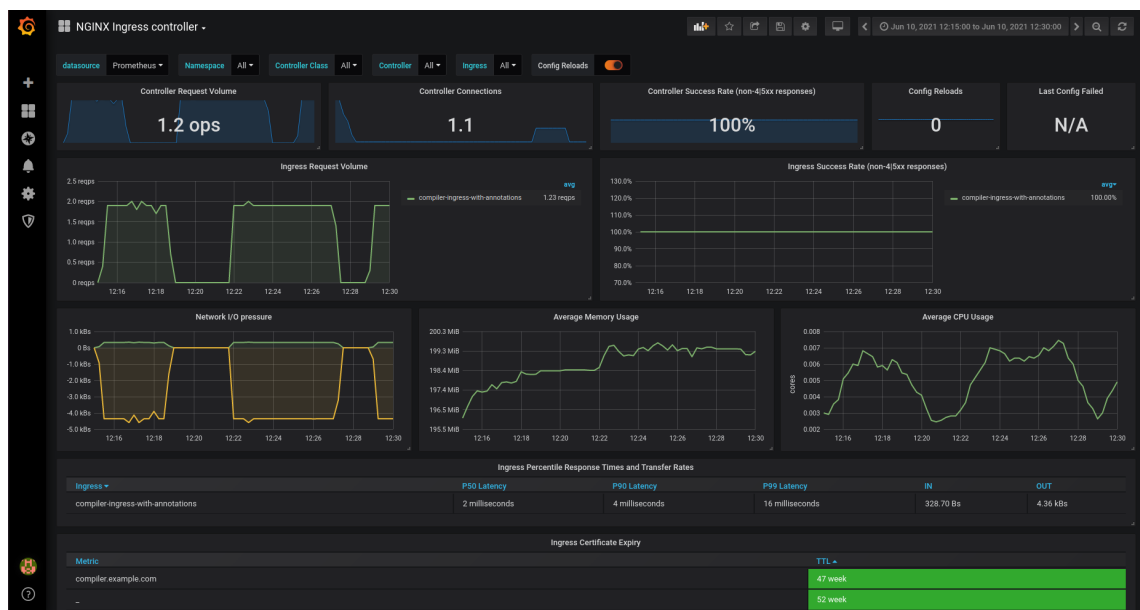 NGINX Ingress controller
Jun 10, 2021 12:15:00 to Jun 10, 2021 12:30:00
datasource Prometheus Namespace All Controller Class All Controller All Ingress All Config Reloads
Controller Request Volume
1.2 ops
Controller Connections
1.1
Controller Success Rate (non-4|5xx responses)
100%
Config Reloads
0
Last Config Failed
N/A
Ingress Request Volume
2.5 reqps
2.0 reqps
1.5 reqps
1.0 reqps
0.5 reqps
0 reqps
12:16 12:18 12:20 12:22 12:24 12:26 12:28 12:30
avg
compiler-ingress-with-annotations 1.23 reqps
Ingress Success Rate (non-4|5xx responses)
130.0%
120.0%
110.0%
100.0%
90.0%
80.0%
70.0%
12:16 12:18 12:20 12:22 12:24 12:26 12:28 12:30
avg
compiler-ingress-with-annotations 100.00%
Network I/O pressure
1.0 kBs
0 Bs
-1.0 kBs
-2.0 kBs
-3.0 kBs
-4.0 kBs
-5.0 kBs
12:16 12:18 12:20 12:22 12:24 12:26 12:28 12:30
Average Memory Usage
200.3 MiB
199.3 MiB
198.4 MiB
197.4 MiB
196.5 MiB
195.5 MiB
12:16 12:18 12:20 12:22 12:24 12:26 12:28 12:30
Average CPU Usage
cores
0.008
0.007
0.006
0.005
0.004
0.003
0.002
12:16 12:18 12:20 12:22 12:24 12:26 12:28 12:30
Ingress Percentile Response Times and Transfer Rates
Ingress P50 Latency P90 Latency P99 Latency IN OUT
compiler-ingress-with-annotations 2 milliseconds 4 milliseconds 16 milliseconds 328.70 Bs 4.36 kBs
Ingress Certificate Expiry
Metric TTL
compiler.example.com 47 week
_ 52 week